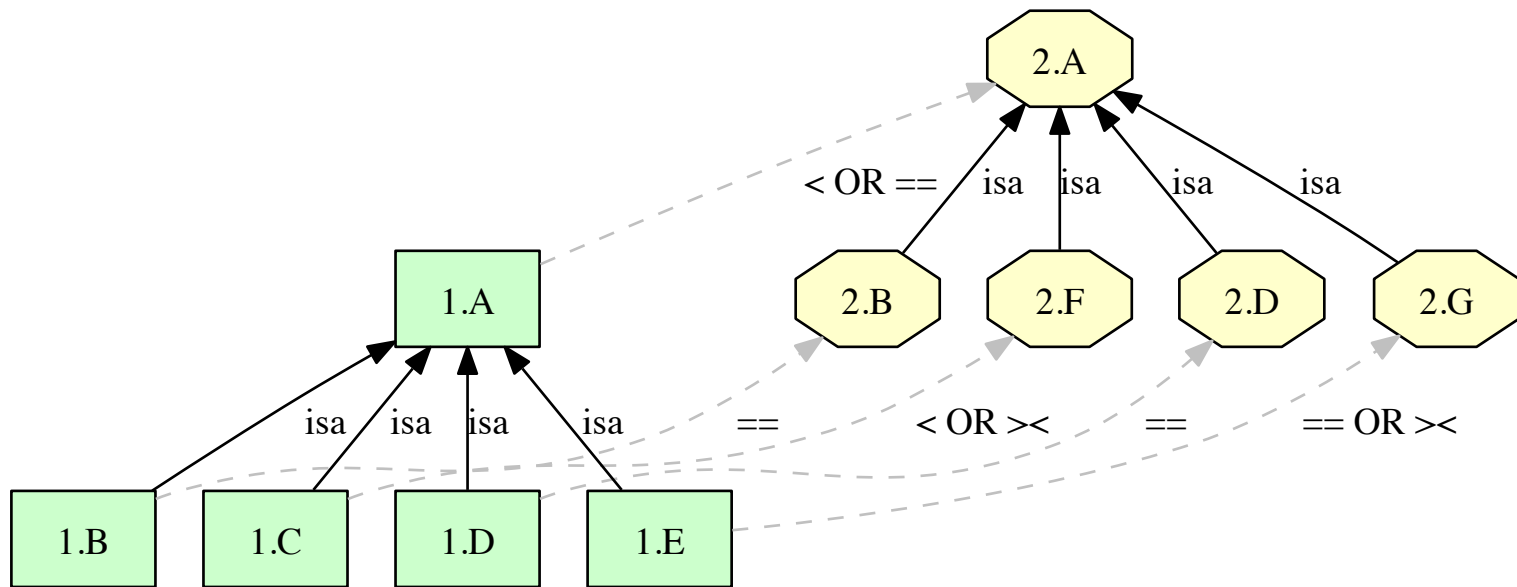 2.A
< OR == isa isa isa isa
1.A 2.B 2.F 2.D 2.G
isa isa isa isa == < OR >< == == OR ><
1.B 1.C 1.D 1.E